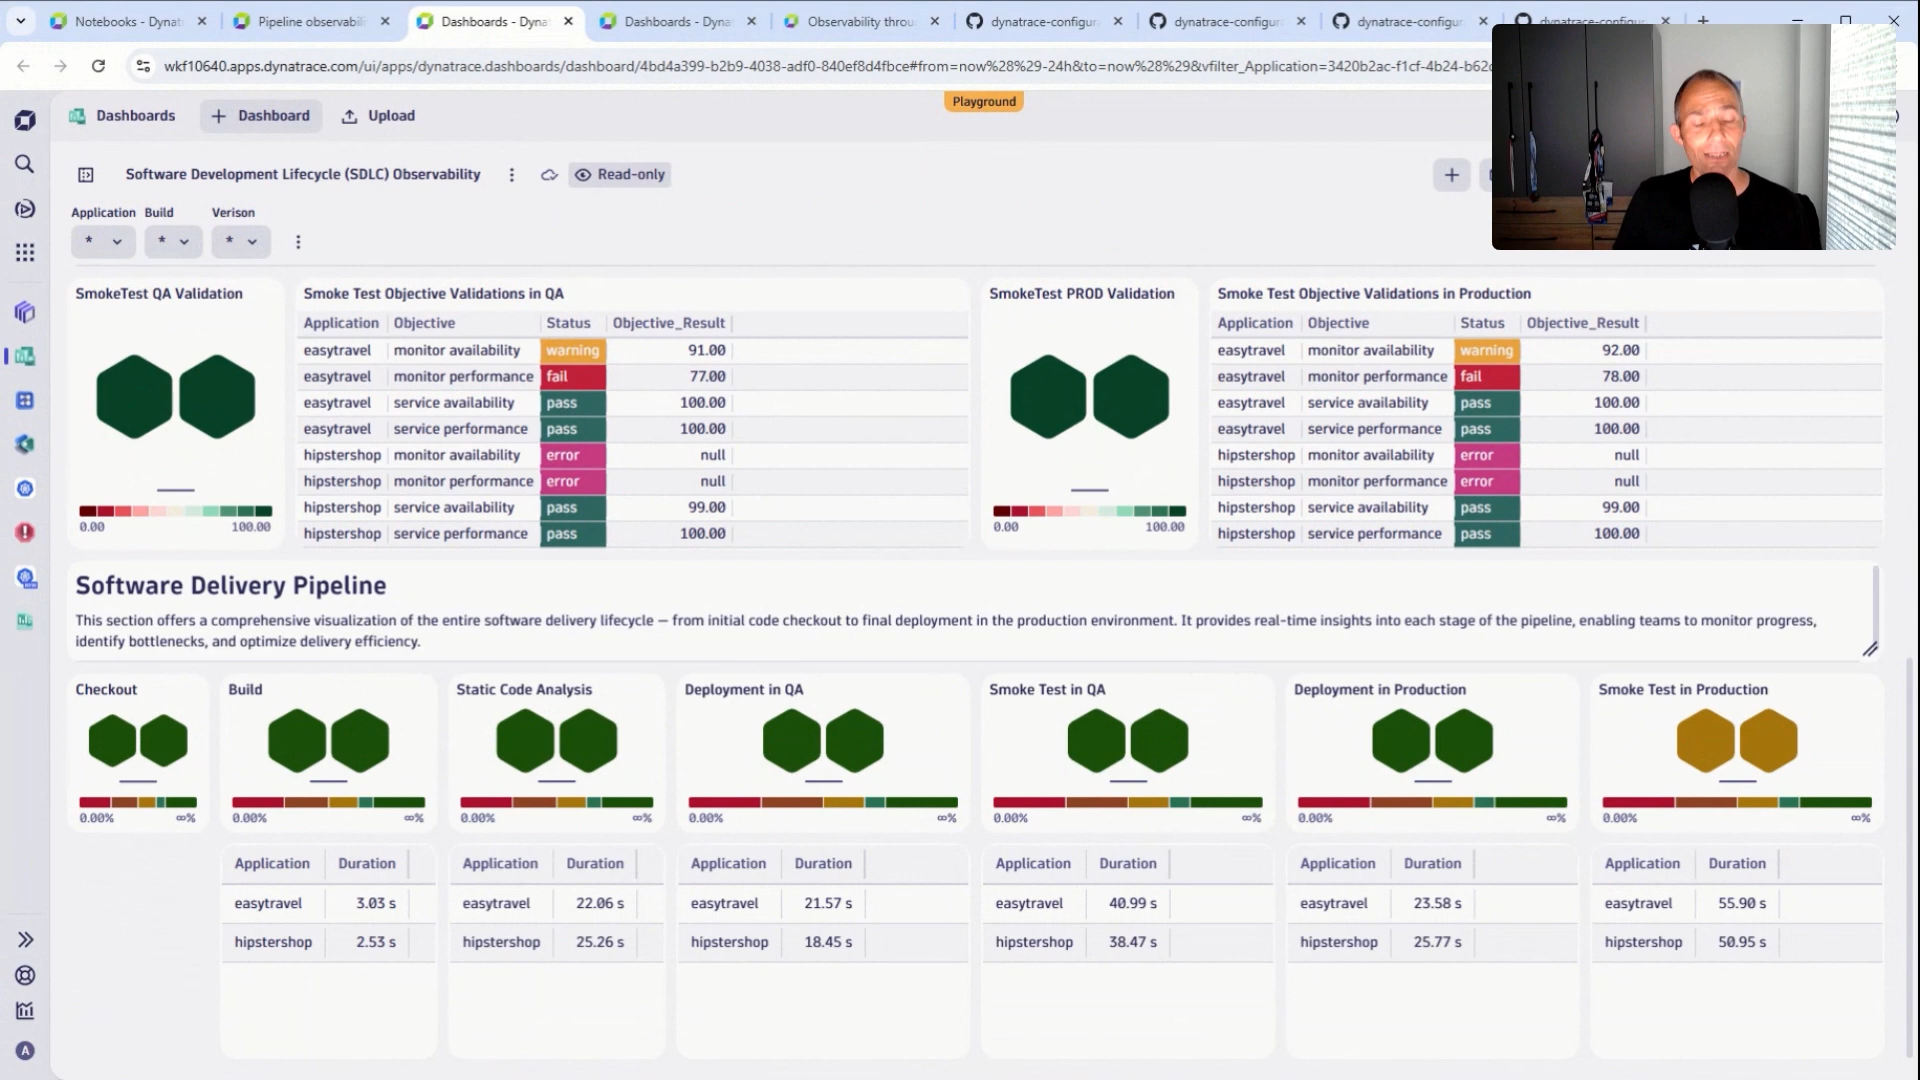 Notebooks - Dynat
Pipeline observabil
Dashboards - Dyna
Dashboards - Dyna
Observability throu
dynatrace-configur
dynatrace-configur
dynatrace-configur
dynatrace-configur
wkf10640.apps.dynatrace.com/ui/apps/dynatrace.dashboards/dashboard/4bd4a399-b2b9-4038-adf0-840ef8d4fbce#from=now%28%29-24h&to=now%28%29&vfilter_Application=3420b2ac-f1cf-4b24-b62
Playground
Dashboards
Dashboard
Upload
Software Development Lifecycle (SDLC) Observability
Read-only
Application Build Verison
* * *
SmokeTest QA Validation
0.00 100.00
Smoke Test Objective Validations in QA
Application Objective Status Objective_Result
easytravel monitor availability warning 91.00
easytravel monitor performance fail 77.00
easytravel service availability pass 100.00
easytravel service performance pass 100.00
hipstershop monitor availability error null
hipstershop monitor performance error null
hipstershop service availability pass 99.00
hipstershop service performance pass 100.00
SmokeTest PROD Validation
0.00 100.00
Smoke Test Objective Validations in Production
Application Objective Status Objective_Result
easytravel monitor availability warning 92.00
easytravel monitor performance fail 78.00
easytravel service availability pass 100.00
easytravel service performance pass 100.00
hipstershop monitor availability error null
hipstershop monitor performance error null
hipstershop service availability pass 99.00
hipstershop service performance pass 100.00
Software Delivery Pipeline
This section offers a comprehensive visualization of the entire software delivery lifecycle — from initial code checkout to final deployment in the production environment. It provides real-time insights into each stage of the pipeline, enabling teams to monitor progress,
identify bottlenecks, and optimize delivery efficiency.
Checkout
0.00% ∞%
Build
0.00% ∞%
Application Duration
easytravel 3.03 s
hipstershop 2.53 s
Static Code Analysis
0.00% ∞%
Application Duration
easytravel 22.06 s
hipstershop 25.26 s
Deployment in QA
0.00% ∞%
Application Duration
easytravel 21.57 s
hipstershop 18.45 s
Smoke Test in QA
0.00% ∞%
Application Duration
easytravel 40.99 s
hipstershop 38.47 s
Deployment in Production
0.00% ∞%
Application Duration
easytravel 23.58 s
hipstershop 25.77 s
Smoke Test in Production
0.00% ∞%
Application Duration
easytravel 55.90 s
hipstershop 50.95 s
A